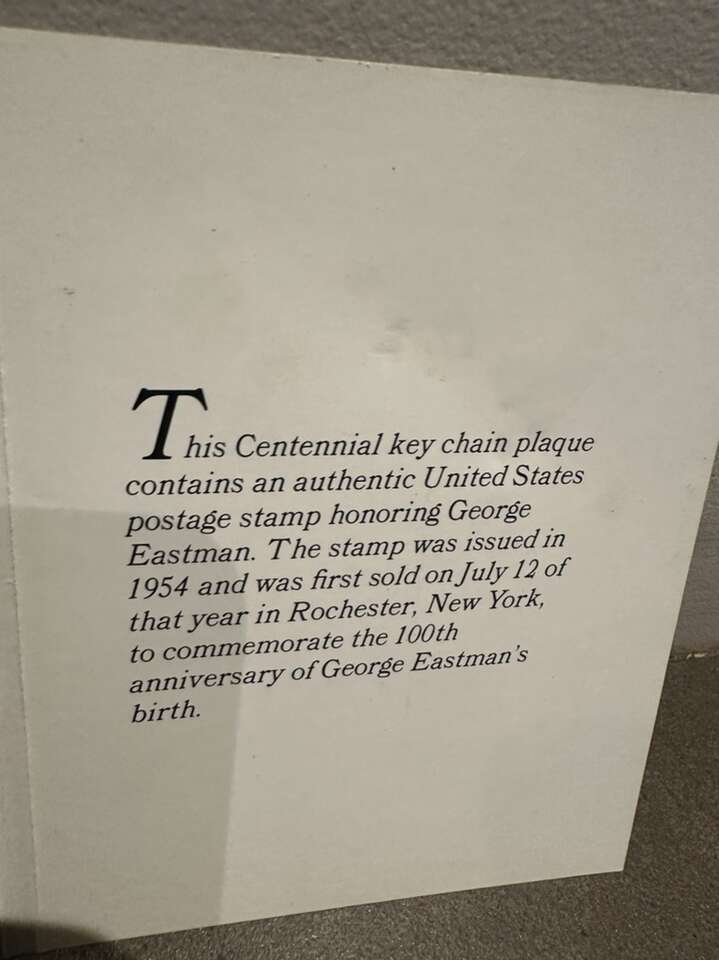 This Centennial key chain plaque
contains an authentic United States
postage stamp honoring George
Eastman. The stamp was issued in
1954 and was first sold on July 12 of
that year in Rochester, New York,
to commemorate the 100th
anniversary of George Eastman's
birth.